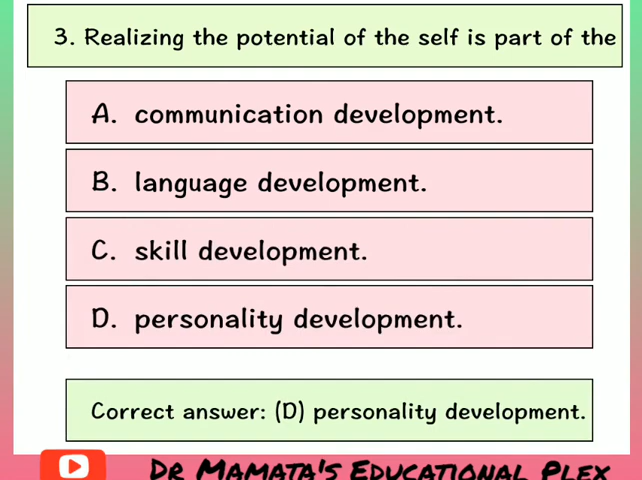 3. Realizing the potential of the self is part of the
A. communication development.
B. language development.
C. skill development.
D. personality development.
Correct answer: (D) personality development.
DR MAMATA'S EDUCATIONAL PLEX